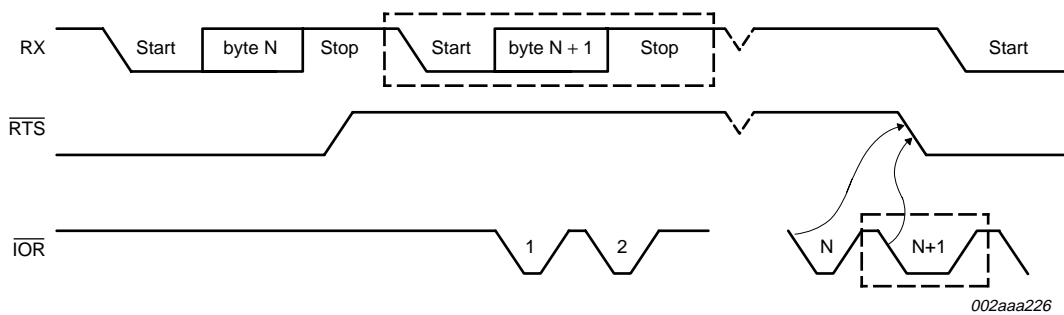 RX Start byte N Stop Start byte N + 1 Stop Start
RTS
IOR 1 2 N N+1
002aaa226